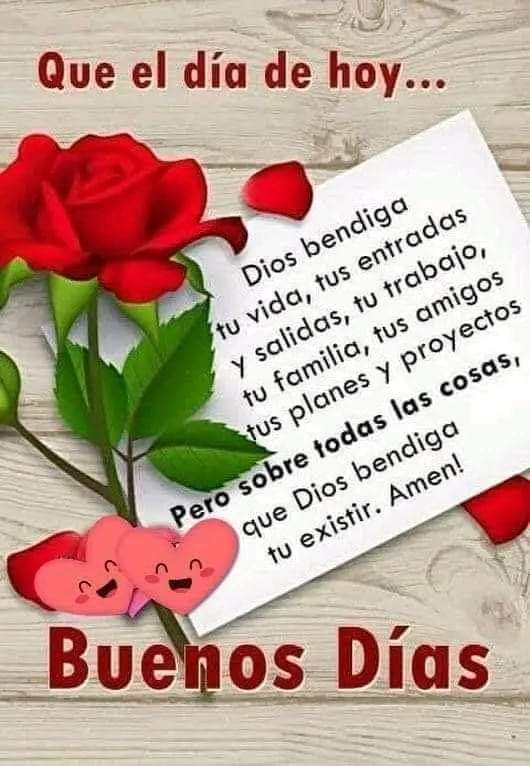 Que el día de hoy...
Dios bendiga
tu vida, tus entradas
y salidas, tu trabajo,
tu familia, tus amigos
tus planes y proyectos
Pero sobre todas las cosas,
que Dios bendiga
tu existir. Amen!
Buenos Días